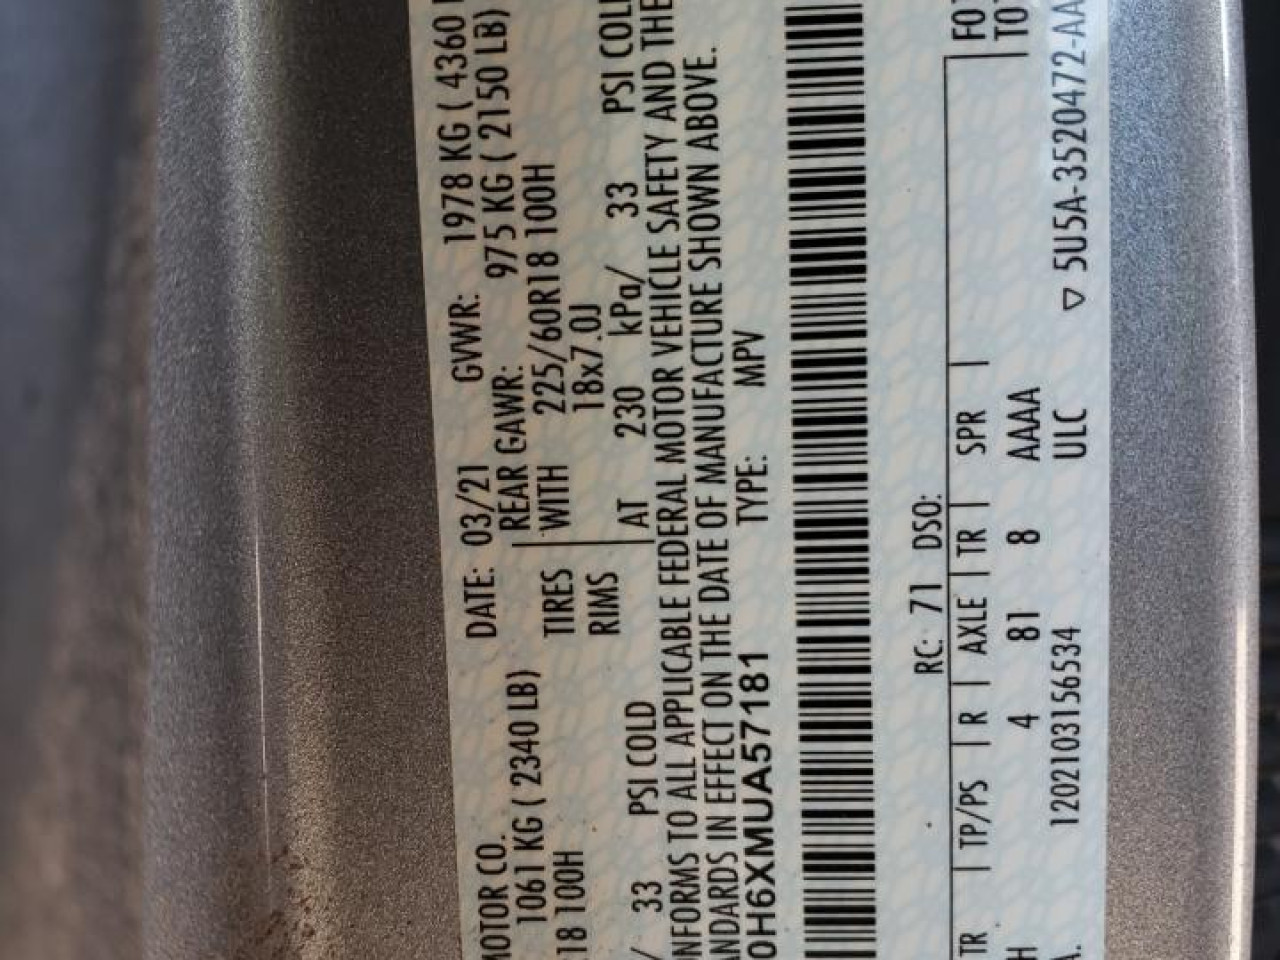 MOTOR CO. DATE: 03/21 GVWR: 1978 KG ( 4360
1061 KG ( 2340 LB) REAR GAWR: 975 KG ( 2150 LB)
18 100H TIRES WITH 225/60R18 100H
RIMS 18x7.0J
/ 33 PSI COLD AT 230 kPa/ 33 PSI COLD
NFORMS TO ALL APPLICABLE FEDERAL MOTOR VEHICLE SAFETY AND THE
ANDARDS IN EFFECT ON THE DATE OF MANUFACTURE SHOWN ABOVE.
0H6XMUA57181 TYPE: MPV
RC: 71 DSO:
TR | TP/PS | R | AXLE | TR | SPR |
H 4 81 8 AAAA
A. 12021031565​34 ULC ▽ 5U5A-3520472-AA